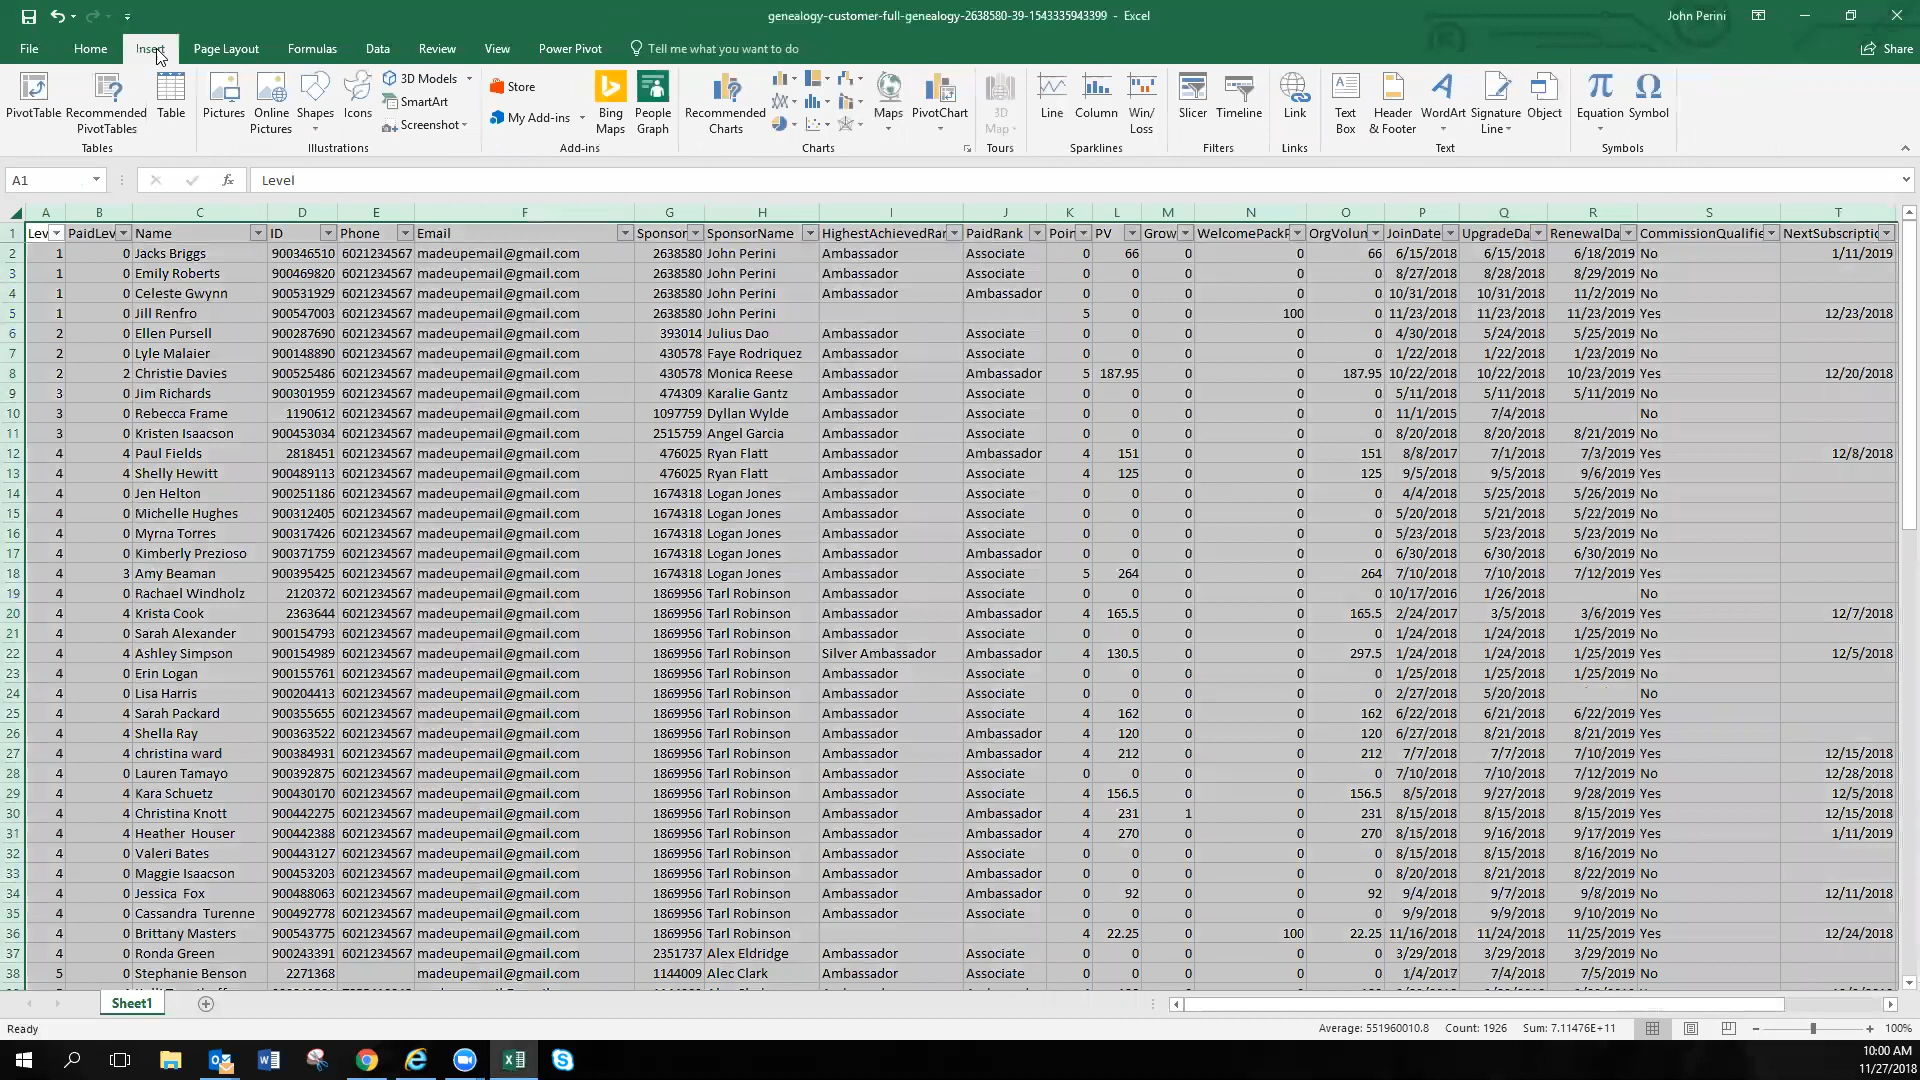 genealogy-customer-full-genealogy-2638580-39-1543335943399 - Excel
John Perini
File Home Insert Page Layout Formulas Data Review View Power Pivot Tell me what you want to do Share
PivotTable Recommended PivotTables Table Pictures Online Pictures Shapes Icons 3D Models SmartArt Screenshot Store My Add-ins Bing Maps People Graph Recommended Charts Maps PivotChart 3D Map Line Column Win/Loss Slicer Timeline Link Text Box Header & Footer WordArt Signature Line Object Equation Symbol
Tables Illustrations Add-ins Charts Tours Sparklines Filters Links Text Symbols
A1 fx Level
A B C D E F G H I J K L M N O P Q R S T
1 Lev PaidLev Name ID Phone Email Sponsor SponsorName HighestAchievedRar PaidRank Poin PV Grow WelcomePackF OrgVolun JoinDate UpgradeDa RenewalDa CommissionQualifie NextSubscriptic
2 1 0 Jacks Briggs 900346510 6021234567 madeupemail@gmail.com 2638580 John Perini Ambassador Associate 0 66 0 0 66 6/15/2018 6/15/2018 6/18/2019 No 1/11/2019
3 1 0 Emily Roberts 900469820 6021234567 madeupemail@gmail.com 2638580 John Perini Ambassador Associate 0 0 0 0 0 8/27/2018 8/28/2018 8/29/2019 No
4 1 0 Celeste Gwynn 900531929 6021234567 madeupemail@gmail.com 2638580 John Perini Ambassador Ambassador 0 0 0 0 0 10/31/2018 10/31/2018 11/2/2019 No
5 1 0 Jill Renfro 900547003 6021234567 madeupemail@gmail.com 2638580 John Perini 5 0 0 100 0 11/23/2018 11/23/2018 11/23/2019 Yes 12/23/2018
6 2 0 Ellen Pursell 900287690 6021234567 madeupemail@gmail.com 393014 Julius Dao Ambassador Associate 0 0 0 0 0 4/30/2018 5/24/2018 5/25/2019 No
7 2 0 Lyle Malaier 900148890 6021234567 madeupemail@gmail.com 430578 Faye Rodriquez Ambassador Associate 0 0 0 0 0 1/22/2018 1/22/2018 1/23/2019 No
8 2 2 Christie Davies 900525486 6021234567 madeupemail@gmail.com 430578 Monica Reese Ambassador Ambassador 5 187.95 0 0 187.95 10/22/2018 10/22/2018 10/23/2019 Yes 12/20/2018
9 3 0 Jim Richards 900301959 6021234567 madeupemail@gmail.com 474309 Karalie Gantz Ambassador Associate 0 0 0 0 0 5/11/2018 5/11/2018 5/11/2019 No
10 3 0 Rebecca Frame 1190612 6021234567 madeupemail@gmail.com 1097759 Dyllan Wylde Ambassador Associate 0 0 0 0 0 11/1/2015 7/4/2018 No
11 3 0 Kristen Isaacson 900453034 6021234567 madeupemail@gmail.com 2515759 Angel Garcia Ambassador Associate 0 0 0 0 0 8/20/2018 8/20/2018 8/21/2019 No
12 4 4 Paul Fields 2818451 6021234567 madeupemail@gmail.com 476025 Ryan Flatt Ambassador Ambassador 4 151 0 0 151 8/8/2017 7/1/2018 7/3/2019 Yes 12/8/2018
13 4 4 Shelly Hewitt 900489113 6021234567 madeupemail@gmail.com 476025 Ryan Flatt Ambassador Associate 4 125 0 0 125 9/5/2018 9/5/2018 9/6/2019 Yes
14 4 0 Jen Helton 900251186 6021234567 madeupemail@gmail.com 1674318 Logan Jones Ambassador Associate 0 0 0 0 0 4/4/2018 5/25/2018 5/26/2019 No
15 4 0 Michelle Hughes 900312405 6021234567 madeupemail@gmail.com 1674318 Logan Jones Ambassador Associate 0 0 0 0 0 5/20/2018 5/21/2018 5/22/2019 No
16 4 0 Myrna Torres 900317426 6021234567 madeupemail@gmail.com 1674318 Logan Jones Ambassador Associate 0 0 0 0 0 5/23/2018 5/23/2018 5/23/2019 No
17 4 0 Kimberly Prezioso 900371759 6021234567 madeupemail@gmail.com 1674318 Logan Jones Ambassador Ambassador 0 0 0 0 0 6/30/2018 6/30/2018 6/30/2019 No
18 4 3 Amy Beaman 900395425 6021234567 madeupemail@gmail.com 1674318 Logan Jones Ambassador Associate 5 264 0 0 264 7/10/2018 7/10/2018 7/12/2019 Yes
19 4 0 Rachael Windholz 2120372 6021234567 madeupemail@gmail.com 1869956 Tarl Robinson Ambassador Associate 0 0 0 0 0 10/17/2016 1/26/2018 No
20 4 4 Krista Cook 2363644 6021234567 madeupemail@gmail.com 1869956 Tarl Robinson Ambassador Ambassador 4 165.5 0 0 165.5 2/24/2017 3/5/2018 3/6/2019 Yes 12/7/2018
21 4 0 Sarah Alexander 900154793 6021234567 madeupemail@gmail.com 1869956 Tarl Robinson Ambassador Associate 0 0 0 0 0 1/24/2018 1/24/2018 1/25/2019 No
22 4 4 Ashley Simpson 900154989 6021234567 madeupemail@gmail.com 1869956 Tarl Robinson Silver Ambassador Ambassador 4 130.5 0 0 297.5 1/24/2018 1/24/2018 1/25/2019 Yes 12/5/2018
23 4 0 Erin Logan 900155761 6021234567 madeupemail@gmail.com 1869956 Tarl Robinson Ambassador Associate 0 0 0 0 0 1/25/2018 1/25/2018 1/25/2019 No
24 4 0 Lisa Harris 900204413 6021234567 madeupemail@gmail.com 1869956 Tarl Robinson Ambassador Associate 0 0 0 0 0 2/27/2018 5/20/2018 No
25 4 4 Sarah Packard 900355655 6021234567 madeupemail@gmail.com 1869956 Tarl Robinson Ambassador Associate 4 162 0 0 162 6/22/2018 6/21/2018 6/22/2019 Yes
26 4 4 Shella Ray 900363522 6021234567 madeupemail@gmail.com 1869956 Tarl Robinson Ambassador Ambassador 4 120 0 0 120 6/27/2018 8/21/2018 8/21/2019 Yes
27 4 4 christina ward 900384931 6021234567 madeupemail@gmail.com 1869956 Tarl Robinson Ambassador Ambassador 4 212 0 0 212 7/7/2018 7/7/2018 7/10/2019 Yes 12/15/2018
28 4 0 Lauren Tamayo 900392875 6021234567 madeupemail@gmail.com 1869956 Tarl Robinson Ambassador Associate 0 0 0 0 0 7/10/2018 7/10/2018 7/12/2019 No 12/28/2018
29 4 4 Kara Schuetz 900430170 6021234567 madeupemail@gmail.com 1869956 Tarl Robinson Ambassador Associate 4 156.5 0 0 156.5 8/5/2018 9/27/2018 9/28/2019 Yes 12/5/2018
30 4 4 Christina Knott 900442275 6021234567 madeupemail@gmail.com 1869956 Tarl Robinson Ambassador Ambassador 4 231 1 0 231 8/15/2018 8/15/2018 8/15/2019 Yes 12/15/2018
31 4 4 Heather Houser 900442388 6021234567 madeupemail@gmail.com 1869956 Tarl Robinson Ambassador Ambassador 4 270 0 0 270 8/15/2018 9/16/2018 9/17/2019 Yes 1/11/2019
32 4 0 Valeri Bates 900443127 6021234567 madeupemail@gmail.com 1869956 Tarl Robinson Ambassador Associate 0 0 0 0 0 8/15/2018 8/15/2018 8/16/2019 No
33 4 0 Maggie Isaacson 900453203 6021234567 madeupemail@gmail.com 1869956 Tarl Robinson Ambassador Ambassador 0 0 0 0 0 8/20/2018 8/21/2018 8/22/2019 No
34 4 0 Jessica Fox 900488063 6021234567 madeupemail@gmail.com 1869956 Tarl Robinson Ambassador Ambassador 0 92 0 0 92 9/4/2018 9/7/2018 9/8/2019 No 12/11/2018
35 4 0 Cassandra Turenne 900492778 6021234567 madeupemail@gmail.com 1869956 Tarl Robinson Ambassador Associate 0 0 0 0 0 9/9/2018 9/9/2018 9/10/2019 No
36 4 0 Brittany Masters 900543775 6021234567 madeupemail@gmail.com 1869956 Tarl Robinson 4 22.25 0 100 22.25 11/16/2018 11/24/2018 11/25/2019 Yes 12/24/2018
37 4 0 Ronda Green 900243391 6021234567 madeupemail@gmail.com 2351737 Alex Eldridge Ambassador Associate 0 0 0 0 0 3/29/2018 3/29/2018 3/29/2019 No
38 5 0 Stephanie Benson 2271368 madeupemail@gmail.com 1144009 Alec Clark Ambassador Associate 0 0 0 0 0 1/4/2017 7/4/2018 7/5/2019 No
Sheet1
Ready Average: 551960010.8 Count: 1926 Sum: 7.11476E+11 100%
10:00 AM
11/27/2018